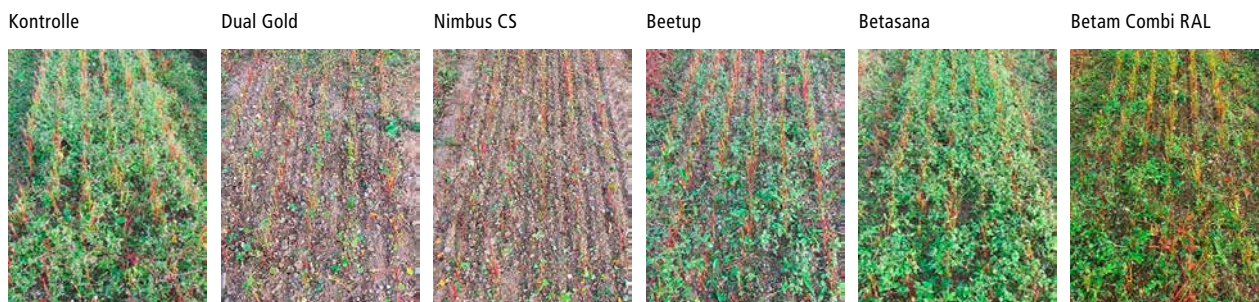 Kontrolle
Dual Gold
Nimbus CS
Beetup
Betasana
Betam Combi RAL